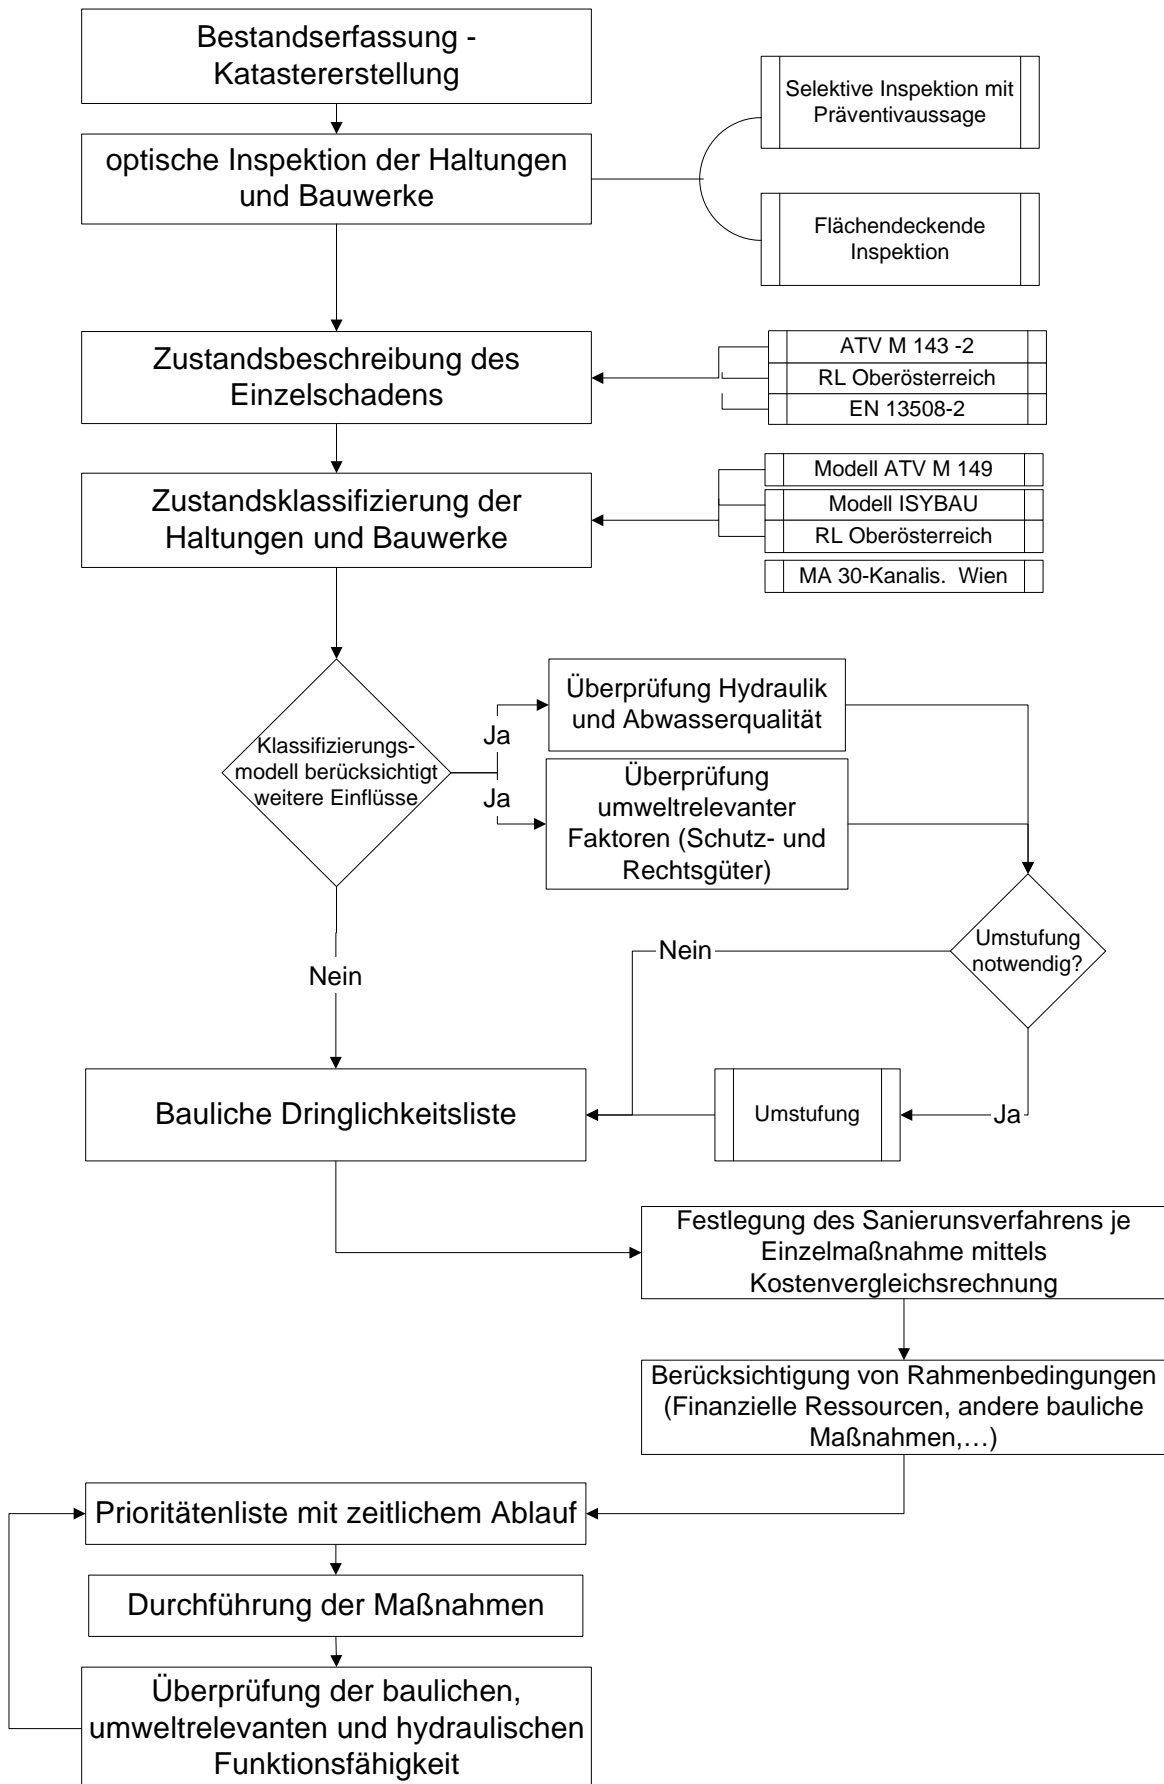 Bestandserfassung -
Katastererstellung
Selektive Inspektion mit
Präventivaussage
optische Inspektion der Haltungen
und Bauwerke
Flächendeckende
Inspektion
Zustandsbeschreibung des
Einzelschadens
ATV M 143 -2
RL Oberösterreich
EN 13508-2
Zustandsklassifizierung der
Haltungen und Bauwerke
Modell ATV M 149
Modell ISYBAU
RL Oberösterreich
MA 30-Kanalis. Wien
Klassifizierungs-
modell berücksichtigt
weitere Einflüsse
Ja
Überprüfung Hydraulik
und Abwasserqualität
Ja
Überprüfung
umweltrelevanter
Faktoren (Schutz- und
Rechtsgüter)
Umstufung
notwendig?
Nein
Nein
Bauliche Dringlichkeitsliste
Umstufung
Ja
Festlegung des Sanierunsverfahrens je
Einzelmaßnahme mittels
Kostenvergleichsrechnung
Berücksichtigung von Rahmenbedingungen
(Finanzielle Ressourcen, andere bauliche
Maßnahmen,…)
Prioritätenliste mit zeitlichem Ablauf
Durchführung der Maßnahmen
Überprüfung der baulichen,
umweltrelevanten und hydraulischen
Funktionsfähigkeit